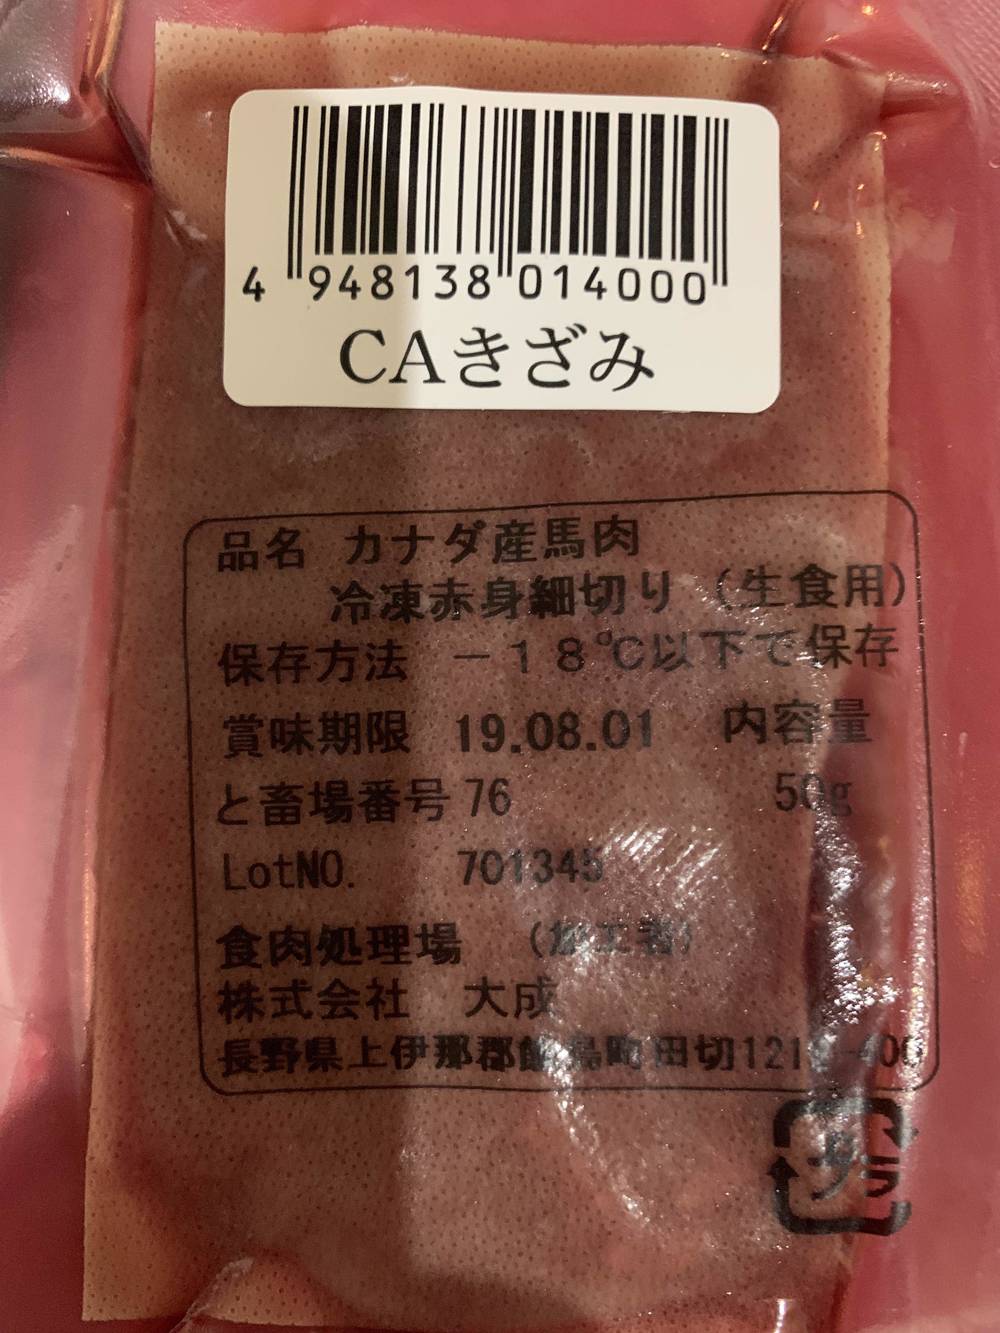 4 948138 014000
CAきざみ
品名 カナダ産馬肉
冷凍赤身細切り（生食用）
保存方法 －１８℃以下で保存
賞味期限 19.08.01 内容量
と畜場番号 76 50g
LotNO. 701345
食肉処理場 （加工者）
株式会社 大成
長野県上伊那郡飯島町田切
プラ